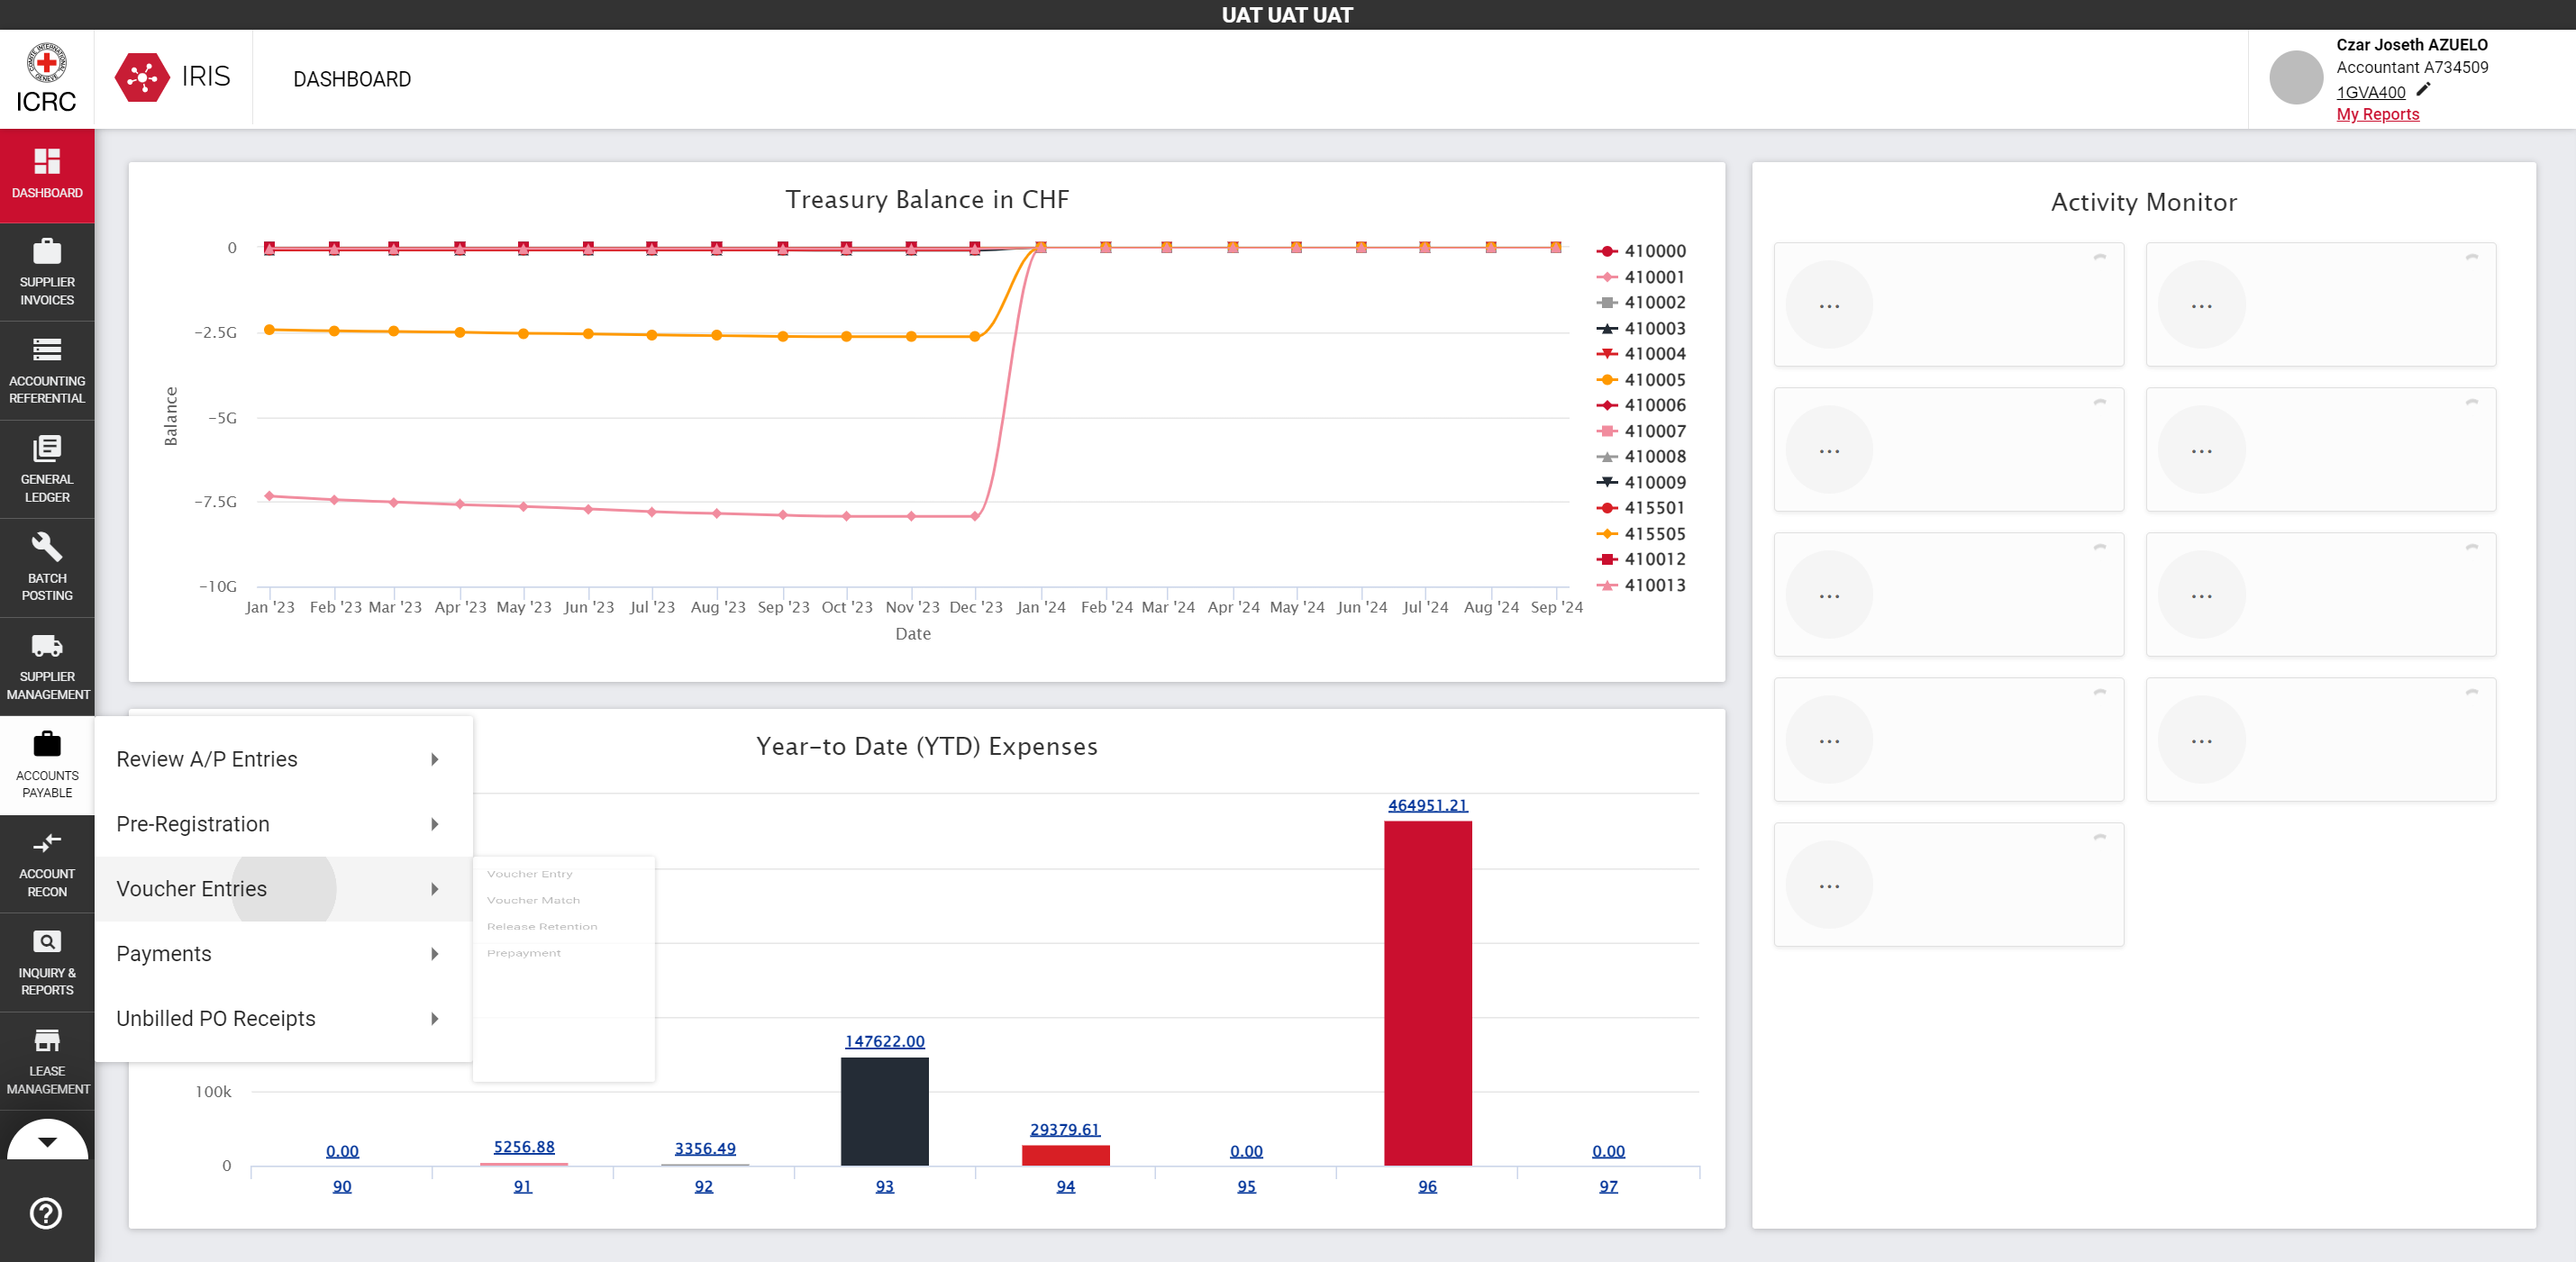 UAT UAT UAT
ICRC
IRIS
DASHBOARD
Czar Joseth AZUELO
Accountant A734509
1GVA400
My Reports
DASHBOARD
SUPPLIER
INVOICES
ACCOUNTING
REFERENTIAL
GENERAL
LEDGER
BATCH
POSTING
SUPPLIER
MANAGEMENT
ACCOUNTS
PAYABLE
ACCOUNT
RECON
INQUIRY &
REPORTS
LEASE
MANAGEMENT
Review A/P Entries
Pre-Registration
Voucher Entries
Payments
Unbilled PO Receipts
Voucher Entry
Voucher Match
Release Retention
Prepayment
Treasury Balance in CHF
Balance
0
-2.5G
-5G
-7.5G
-10G
Jan '23 Feb '23 Mar '23 Apr '23 May '23 Jun '23 Jul '23 Aug '23 Sep '23 Oct '23 Nov '23 Dec '23 Jan '24 Feb '24 Mar '24 Apr '24 May '24 Jun '24 Jul '24 Aug '24 Sep '24
Date
410000
410001
410002
410003
410004
410005
410006
410007
410008
410009
415501
415505
410012
410013
Year-to Date (YTD) Expenses
100k
0
0.00 5256.88 3356.49 147622.00 29379.61 0.00 464951.21 0.00
90 91 92 93 94 95 96 97
Activity Monitor
... ...
... ...
... ...
... ...
...